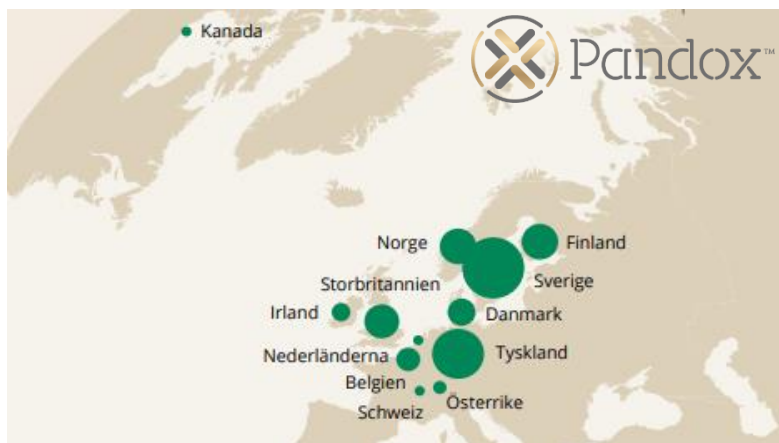 Kanada
Pandox™
Norge
Finland
Storbritannien
Sverige
Irland
Danmark
Nederländerna
Tyskland
Belgien
Schweiz
Österrike